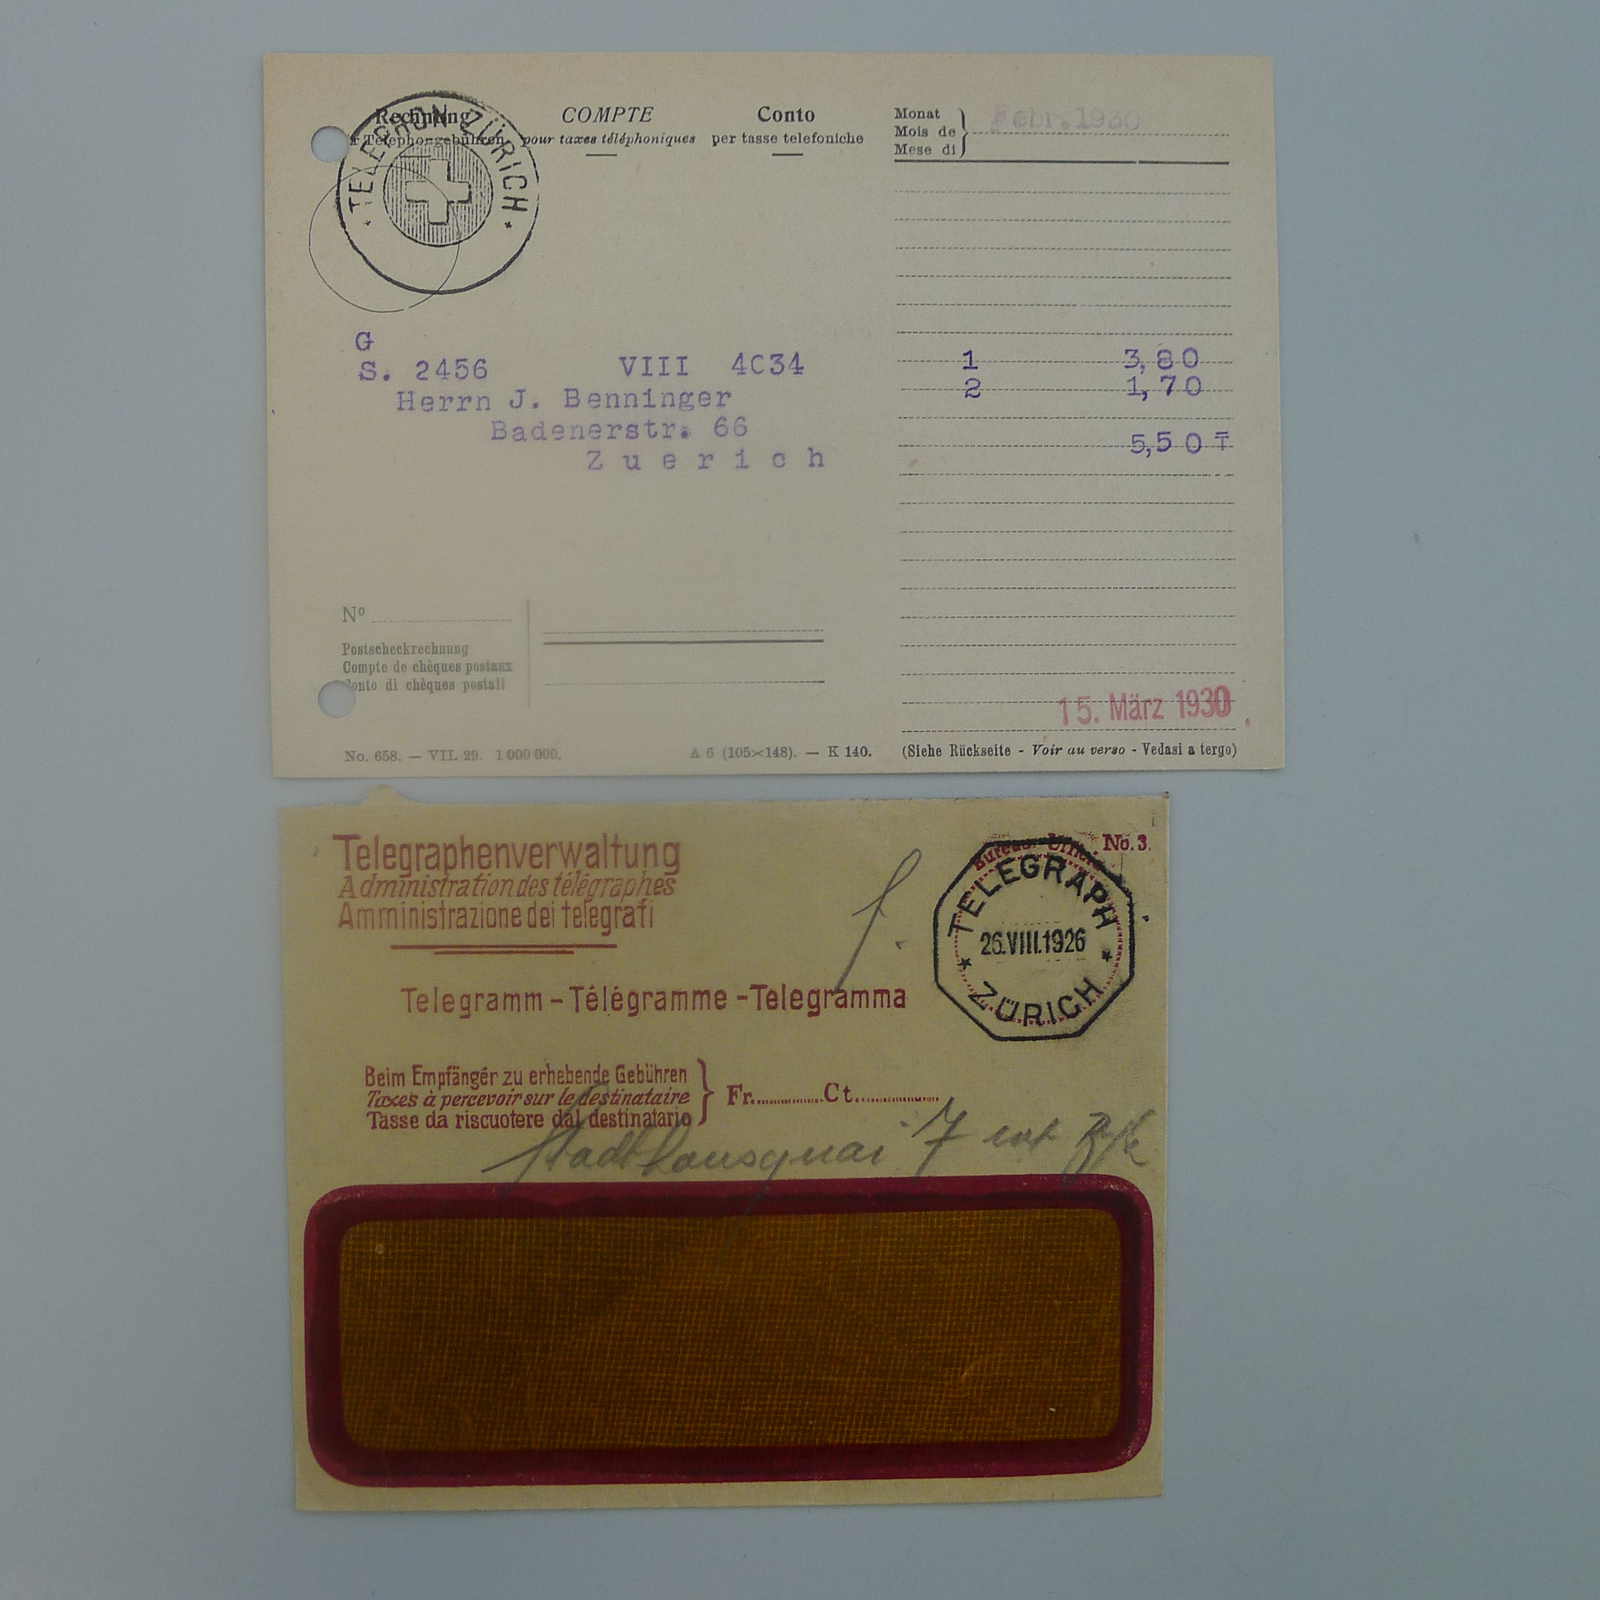 Rechnung COMPTE Conto
Telephongebühren pour taxes téléphoniques per tasse telefoniche
Monat
Mois de
Mese di
Febr. 1930
* TELEPHON ZÜRICH *
G
S. 2456 VIII 4C34
Herrn J. Benninger
Badenerstr. 66
Zuerich
1 3,80
2 1,70
5,50 T
Nº
Postscheckrechnung
Compte de chèques postaux
Conto di chèques postali
15. März 1930
No. 658. — VII. 29. 1 000 000. A 6 (105×148). — K 140. (Siehe Rückseite - Voir au verso - Vedasi a tergo)
Telegraphenverwaltung
Administration des télégraphes
Amministrazione dei telegrafi
No. 3.
* TELEGRAPH *
26.VIII.1926
ZÜRICH
f.
Telegramm - Télégramme - Telegramma
Beim Empfänger zu erhebende Gebühren
Taxes à percevoir sur le destinataire
Tasse da riscuotere dal destinatario
Fr. Ct.
Stadthausquai 7